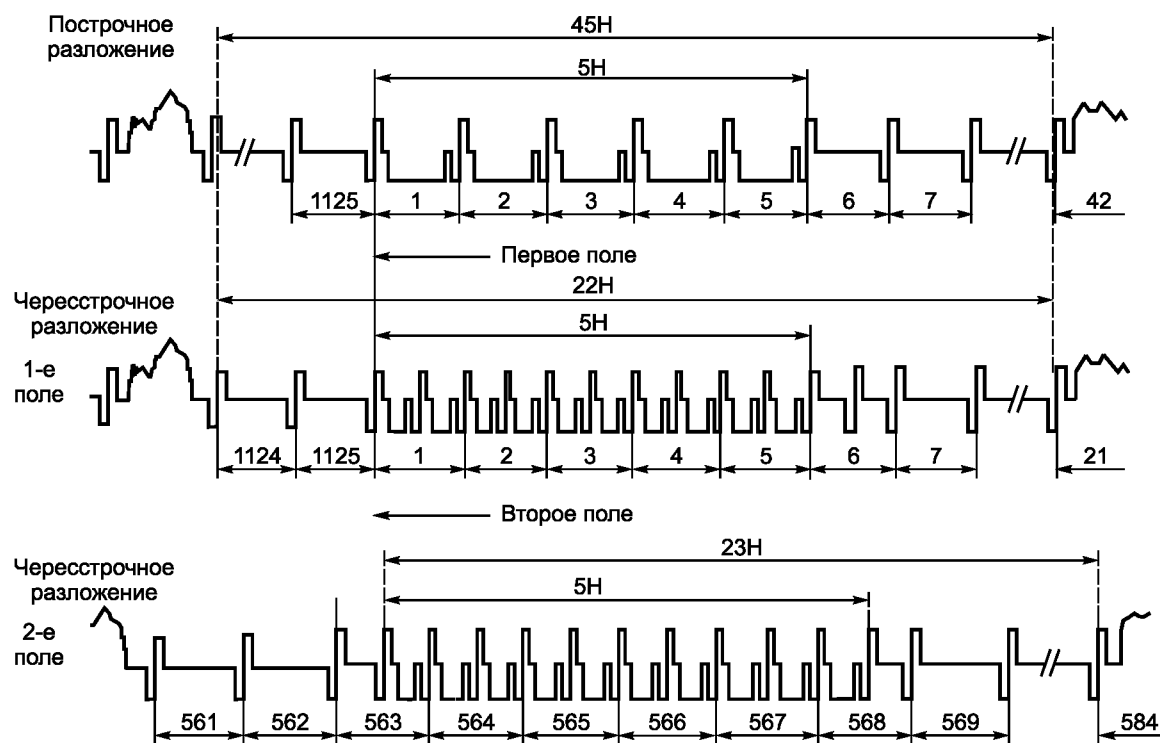 Построчное
разложение
45H
5H
1125 1 2 3 4 5 6 7 42
Первое поле
Чересстрочное
разложение
22H
5H
1-е
поле
1124 1125 1 2 3 4 5 6 7 21
Второе поле
Чересстрочное
разложение
23H
5H
2-е
поле
561 562 563 564 565 566 567 568 569 584